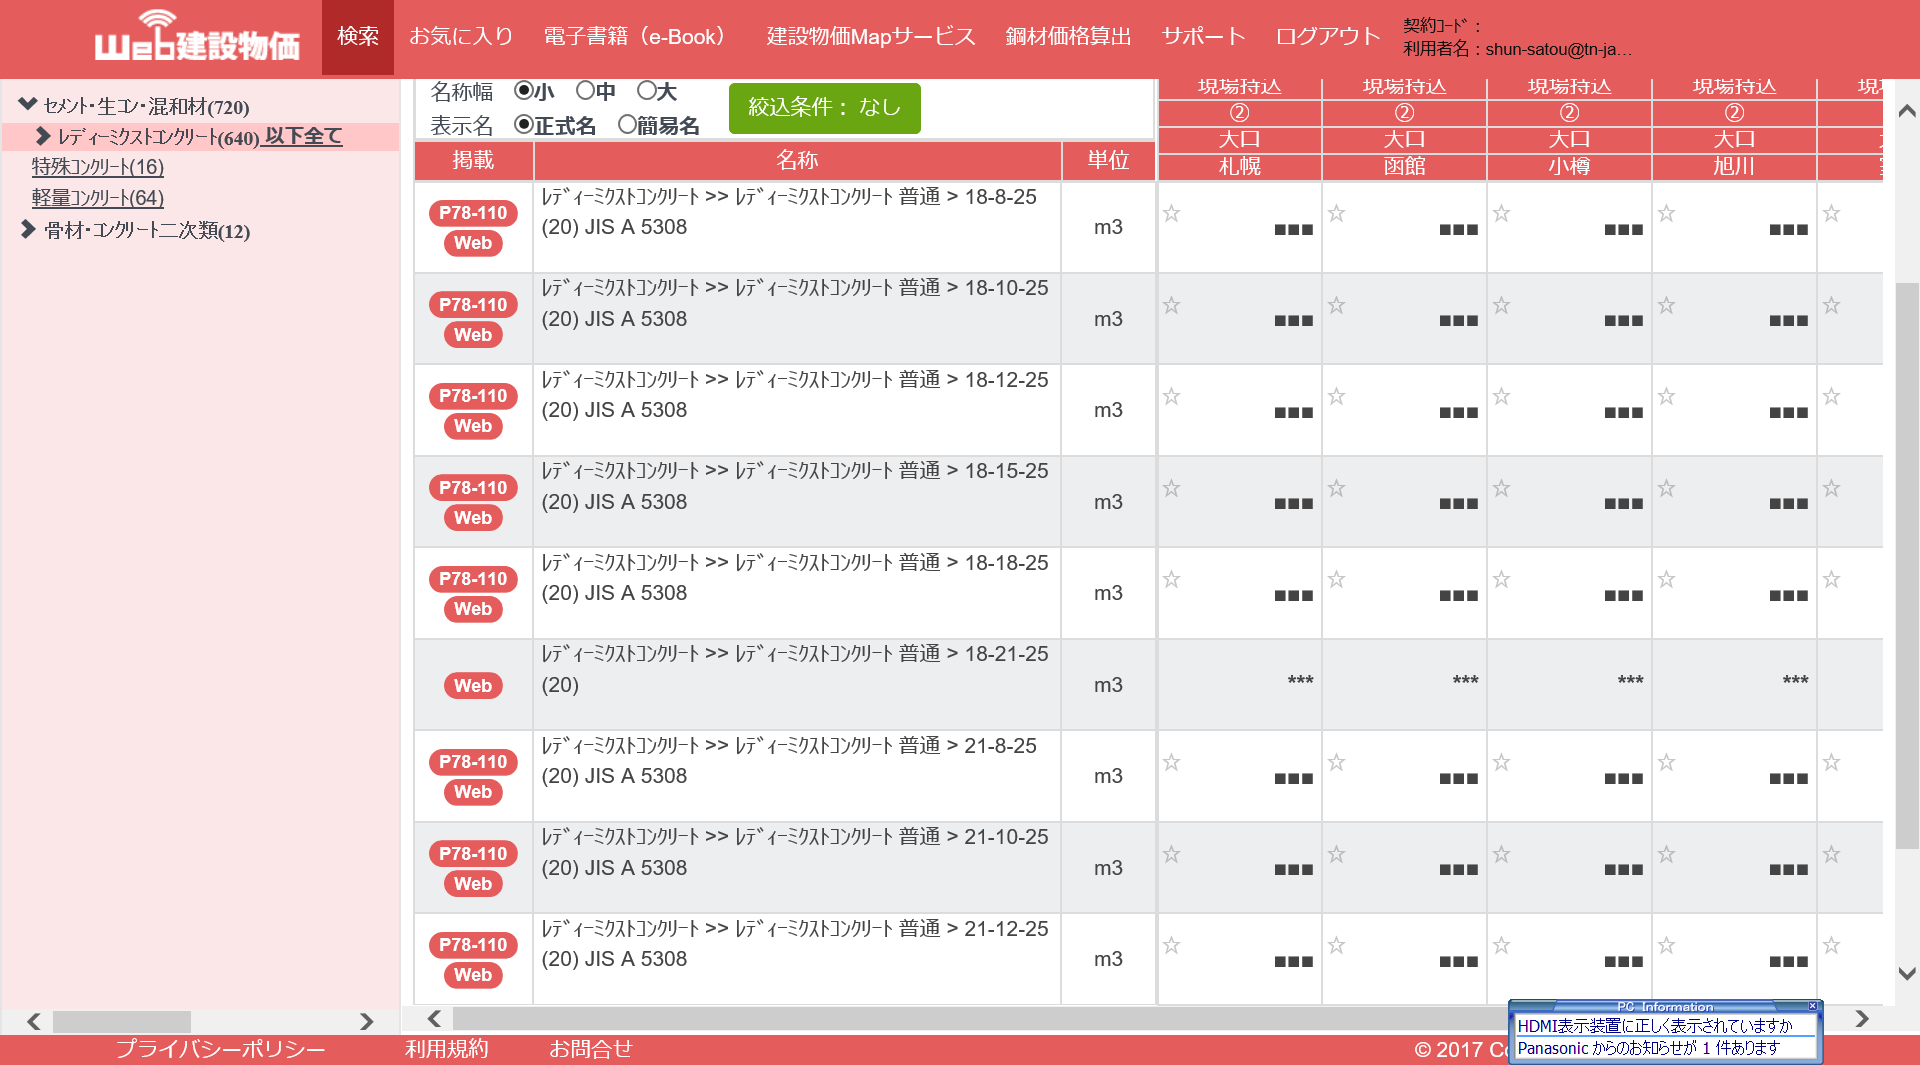 Web建設物価 検索 お気に入り 電子書籍（e-Book） 建設物価Mapサービス 鋼材価格算出 サポート ログアウト
契約ｺｰﾄﾞ：
利用者名：shun-satou@tn-ja…
ｾﾒﾝﾄ･生ｺﾝ･混和材(720)
ﾚﾃﾞｨｰﾐｸｽﾄｺﾝｸﾘｰﾄ(640) 以下全て
特殊ｺﾝｸﾘｰﾄ(16)
軽量ｺﾝｸﾘｰﾄ(64)
骨材･ｺﾝｸﾘｰﾄ二次類(12)
名称幅 小 中 大
表示名 正式名 簡易名
絞込条件： なし
現場持込 現場持込 現場持込 現場持込
② ② ② ②
大口 大口 大口 大口
掲載 名称 単位 札幌 函館 小樽 旭川
P78-110 Web ﾚﾃﾞｨｰﾐｸｽﾄｺﾝｸﾘｰﾄ >> ﾚﾃﾞｨｰﾐｸｽﾄｺﾝｸﾘｰﾄ 普通 > 18-8-25
(20) JIS A 5308 m3 ☆ ■■■ ☆ ■■■ ☆ ■■■ ☆ ■■■ ☆
P78-110 Web ﾚﾃﾞｨｰﾐｸｽﾄｺﾝｸﾘｰﾄ >> ﾚﾃﾞｨｰﾐｸｽﾄｺﾝｸﾘｰﾄ 普通 > 18-10-25
(20) JIS A 5308 m3 ☆ ■■■ ☆ ■■■ ☆ ■■■ ☆ ■■■ ☆
P78-110 Web ﾚﾃﾞｨｰﾐｸｽﾄｺﾝｸﾘｰﾄ >> ﾚﾃﾞｨｰﾐｸｽﾄｺﾝｸﾘｰﾄ 普通 > 18-12-25
(20) JIS A 5308 m3 ☆ ■■■ ☆ ■■■ ☆ ■■■ ☆ ■■■ ☆
P78-110 Web ﾚﾃﾞｨｰﾐｸｽﾄｺﾝｸﾘｰﾄ >> ﾚﾃﾞｨｰﾐｸｽﾄｺﾝｸﾘｰﾄ 普通 > 18-15-25
(20) JIS A 5308 m3 ☆ ■■■ ☆ ■■■ ☆ ■■■ ☆ ■■■ ☆
P78-110 Web ﾚﾃﾞｨｰﾐｸｽﾄｺﾝｸﾘｰﾄ >> ﾚﾃﾞｨｰﾐｸｽﾄｺﾝｸﾘｰﾄ 普通 > 18-18-25
(20) JIS A 5308 m3 ☆ ■■■ ☆ ■■■ ☆ ■■■ ☆ ■■■ ☆
Web ﾚﾃﾞｨｰﾐｸｽﾄｺﾝｸﾘｰﾄ >> ﾚﾃﾞｨｰﾐｸｽﾄｺﾝｸﾘｰﾄ 普通 > 18-21-25
(20) m3 *** *** *** ***
P78-110 Web ﾚﾃﾞｨｰﾐｸｽﾄｺﾝｸﾘｰﾄ >> ﾚﾃﾞｨｰﾐｸｽﾄｺﾝｸﾘｰﾄ 普通 > 21-8-25
(20) JIS A 5308 m3 ☆ ■■■ ☆ ■■■ ☆ ■■■ ☆ ■■■ ☆
P78-110 Web ﾚﾃﾞｨｰﾐｸｽﾄｺﾝｸﾘｰﾄ >> ﾚﾃﾞｨｰﾐｸｽﾄｺﾝｸﾘｰﾄ 普通 > 21-10-25
(20) JIS A 5308 m3 ☆ ■■■ ☆ ■■■ ☆ ■■■ ☆ ■■■ ☆
P78-110 Web ﾚﾃﾞｨｰﾐｸｽﾄｺﾝｸﾘｰﾄ >> ﾚﾃﾞｨｰﾐｸｽﾄｺﾝｸﾘｰﾄ 普通 > 21-12-25
(20) JIS A 5308 m3 ☆ ■■■ ☆ ■■■ ☆ ■■■ ☆ ■■■ ☆
PC Information
HDMI表示装置に正しく表示されていますか
Panasonic からのお知らせが 1 件あります
プライバシーポリシー 利用規約 お問合せ © 2017